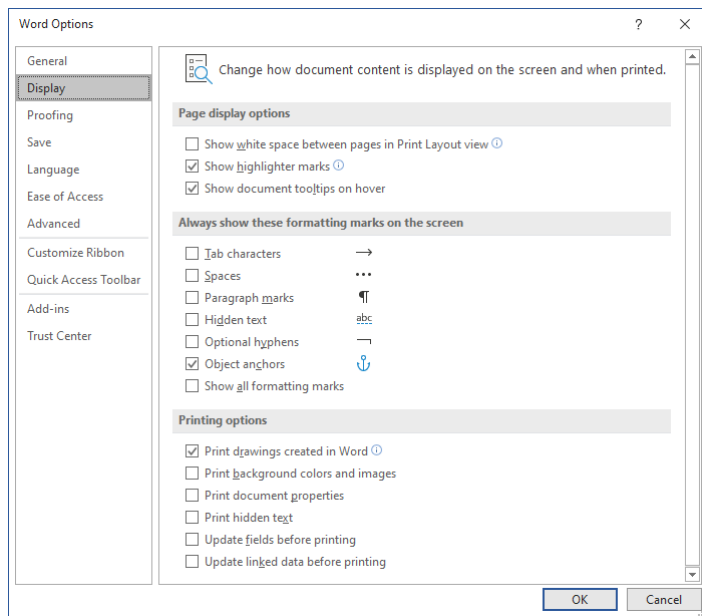 Word Options
?
General
Display
Proofing
Save
Language
Ease of Access
Advanced
Customize Ribbon
Quick Access Toolbar
Add-ins
Trust Center
Change how document content is displayed on the screen and when printed.
Page display options
Show white space between pages in Print Layout view
Show highlighter marks
Show document tooltips on hover
Always show these formatting marks on the screen
Tab characters →
Spaces •••
Paragraph marks ¶
Hidden text abc
Optional hyphens ¬
Object anchors
Show all formatting marks
Printing options
Print drawings created in Word
Print background colors and images
Print document properties
Print hidden text
Update fields before printing
Update linked data before printing
OK Cancel